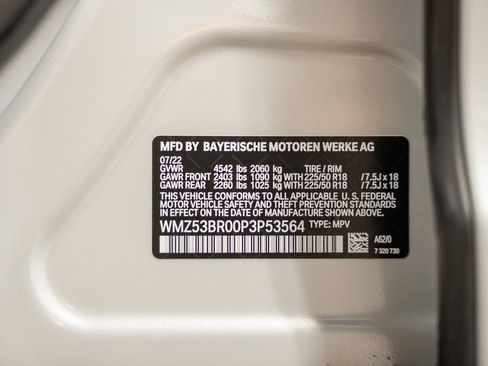 MFD BY BAYERISCHE MOTOREN WERKE AG
07/22
GVWR 4542 lbs 2060 kg TIRE / RIM
GAWR FRONT 2403 lbs 1090 kg WITH 225/50 R18 / 7.5J x 18
GAWR REAR 2260 lbs 1025 kg WITH 225/50 R18 / 7.5J x 18
THIS VEHICLE CONFORMS TO ALL APPLICABLE U. S. FEDERAL
MOTOR VEHICLE SAFETY AND THEFT PREVENTION STANDARDS
IN EFFECT ON THE DATE OF MANUFACTURE SHOWN ABOVE.
WMZ53BR00P3P53564 TYPE: MPV
A62/0
7 320 730